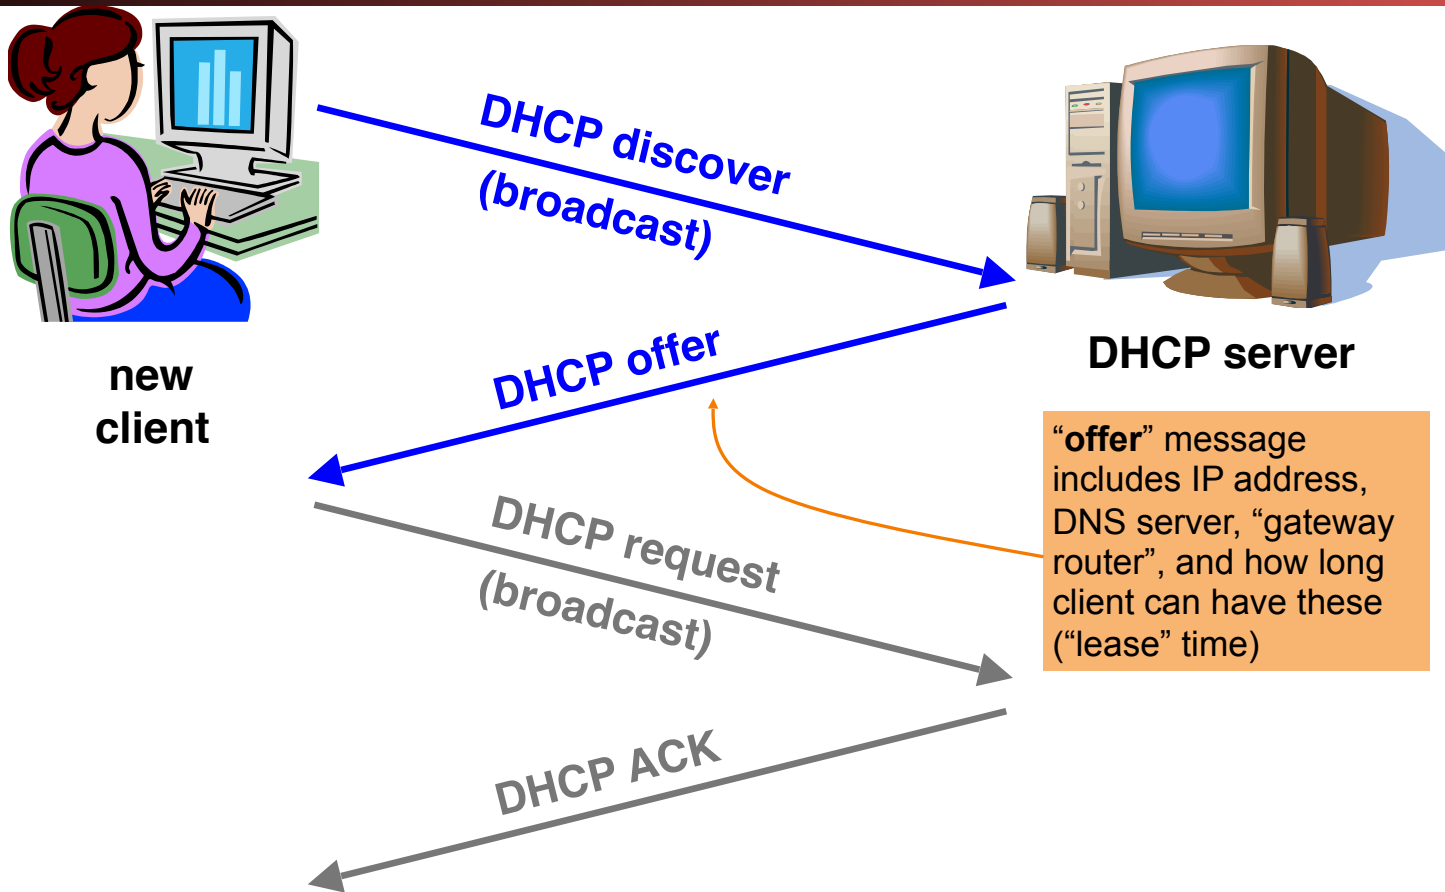 DHCP discover
(broadcast)
DHCP offer
DHCP server
new
client
“offer” message
includes IP address,
DNS server, “gateway
router”, and how long
client can have these
(“lease” time)
DHCP request
(broadcast)
DHCP ACK